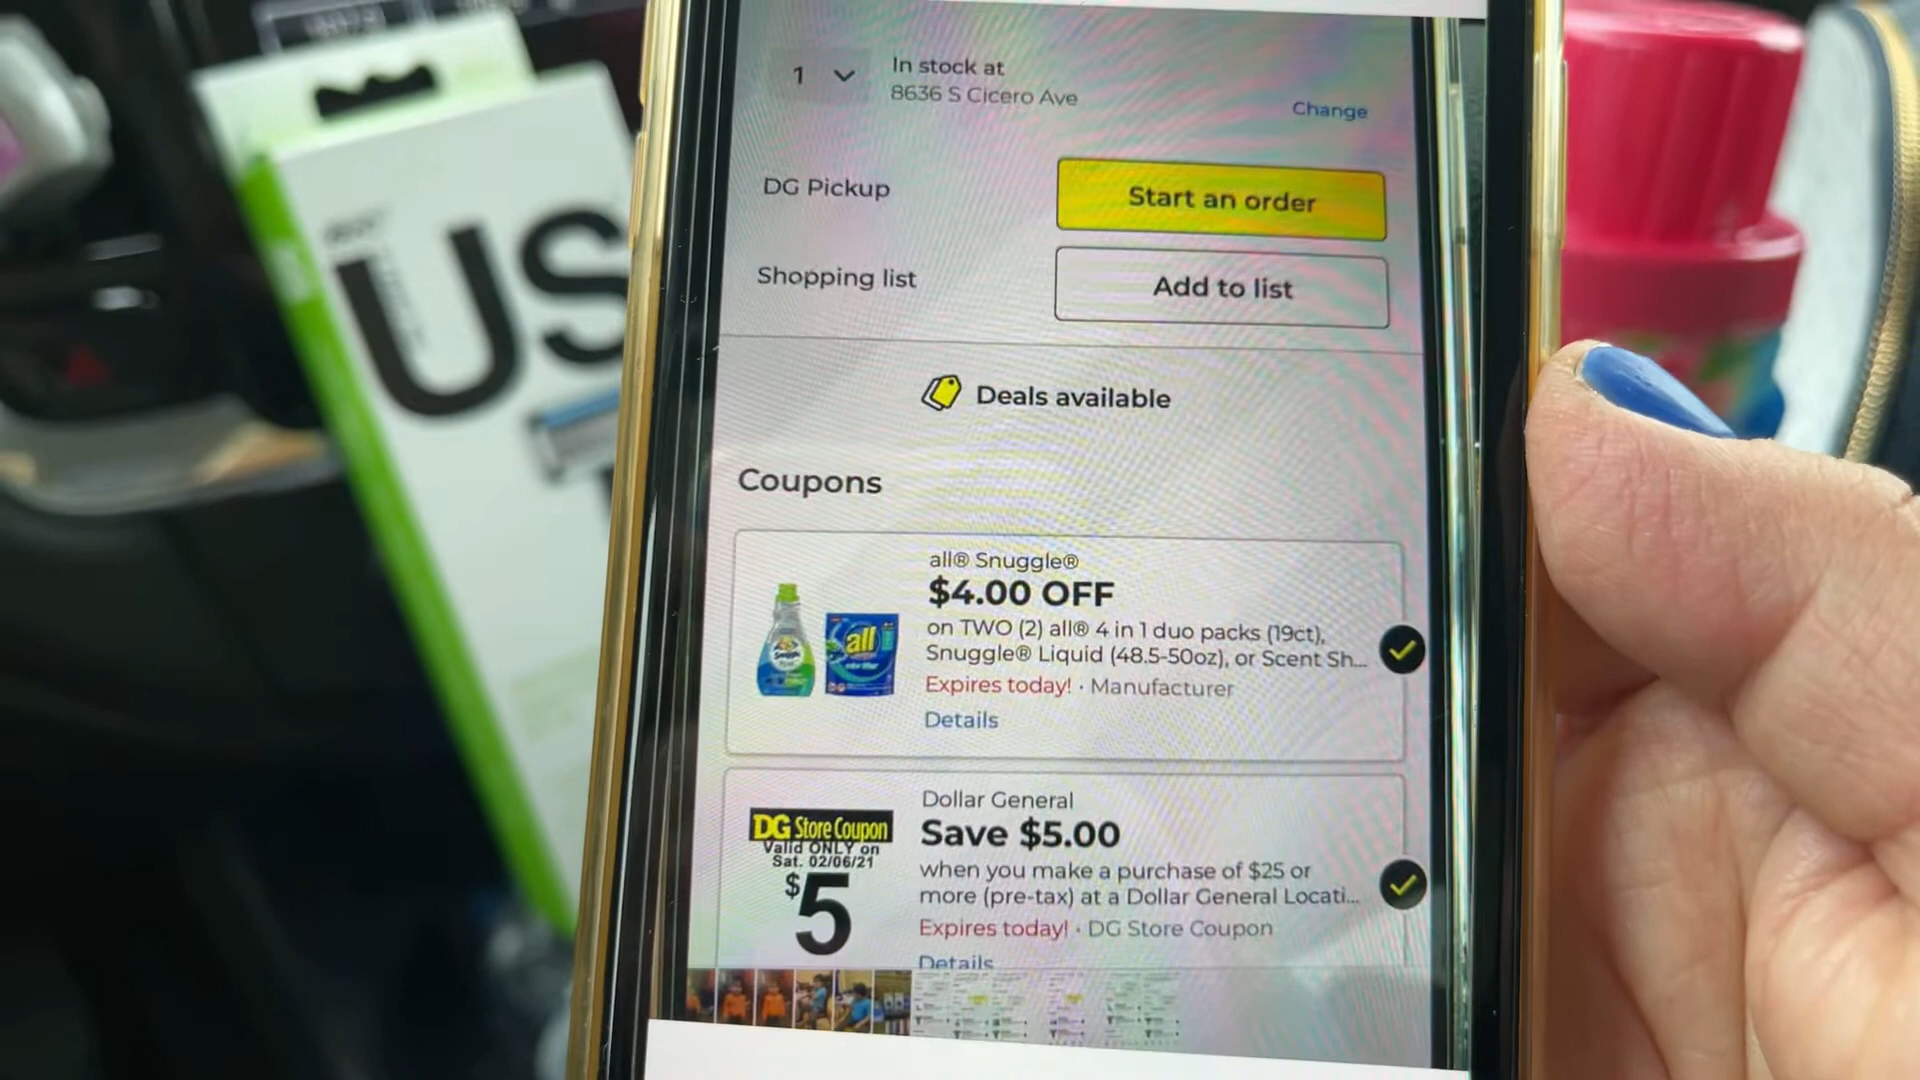 US
1
In stock at
8636 S Cicero Ave
Change
DG Pickup
Start an order
Shopping list
Add to list
Deals available
Coupons
all® Snuggle®
$4.00 OFF
on TWO (2) all® 4 in 1 duo packs (19ct),
Snuggle® Liquid (48.5-50oz), or Scent Sh...
Expires today! · Manufacturer
Details
Snuggle
all
Dollar General
Save $5.00
when you make a purchase of $25 or
more (pre-tax) at a Dollar General Locati...
Expires today! · DG Store Coupon
Details
DG Store Coupon
Valid ONLY on
Sat. 02/06/21
$5